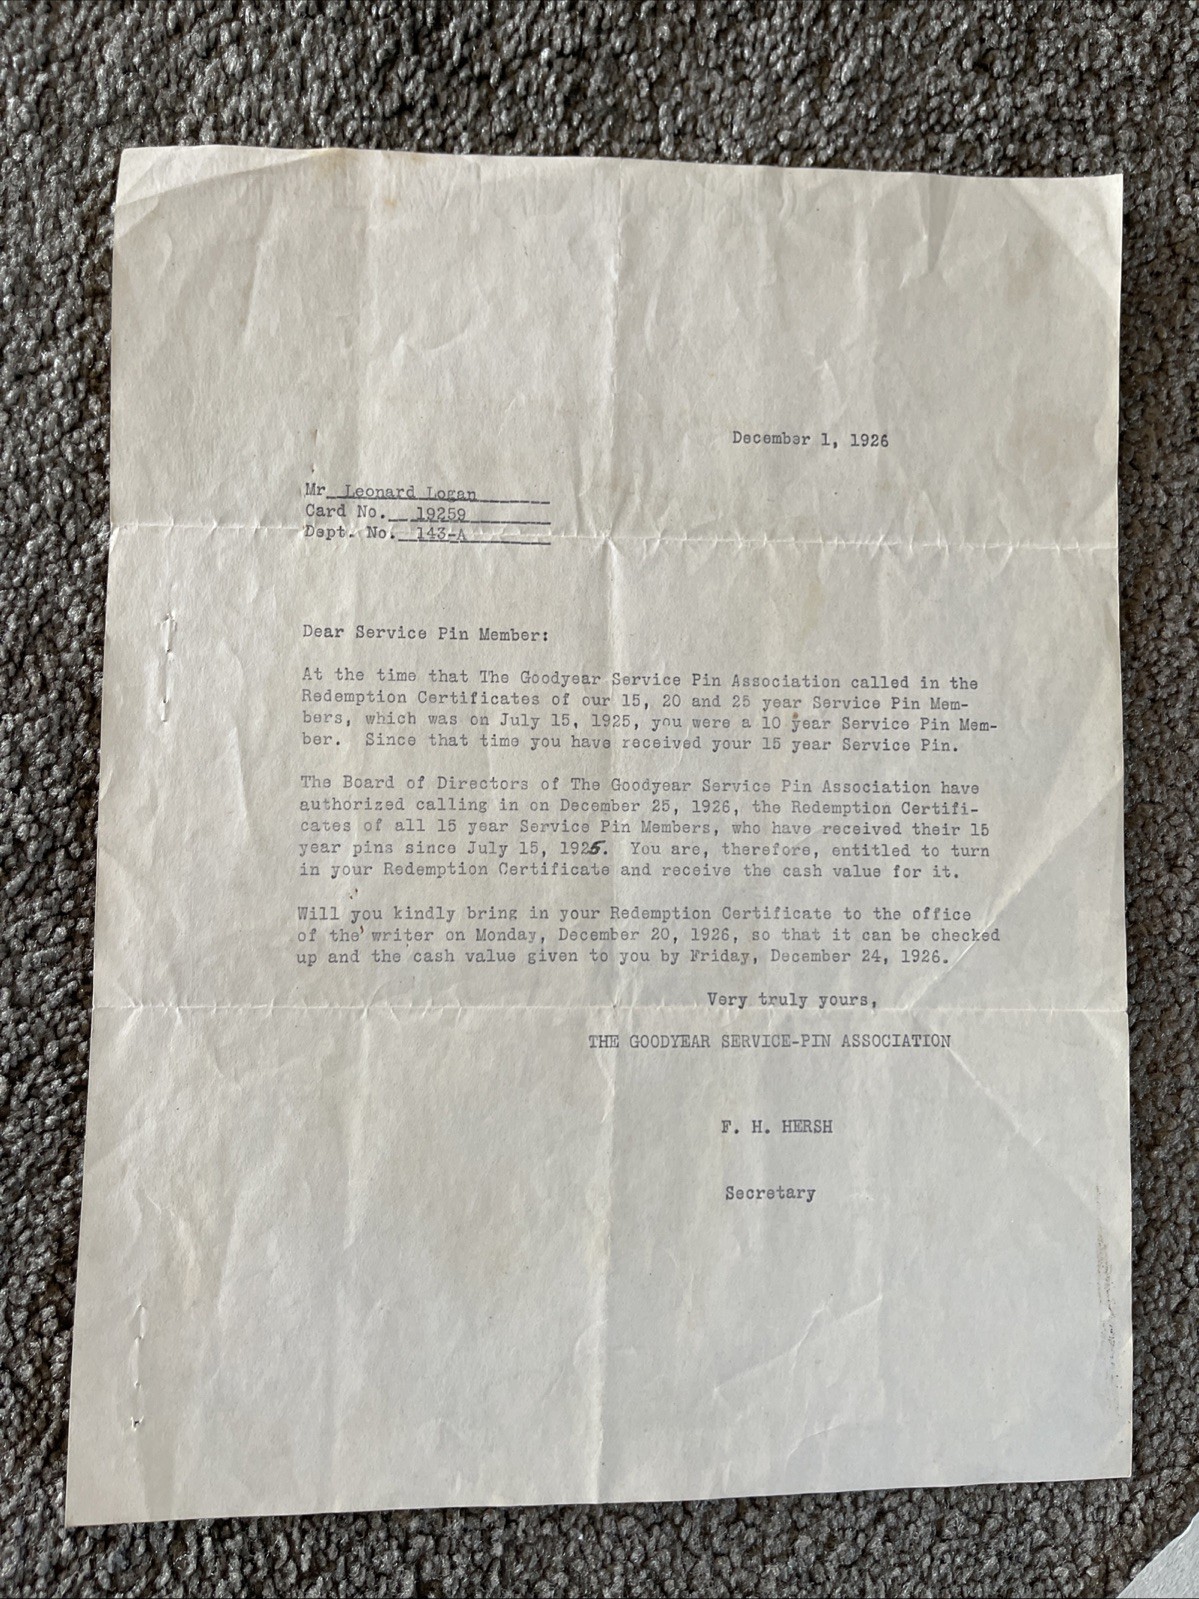 December 1, 1926
Mr Leonard Logan
Card No. 19259
Dept. No. 143-A
Dear Service Pin Member:
At the time that The Goodyear Service Pin Association called in the
Redemption Certificates of our 15, 20 and 25 year Service Pin Mem-
bers, which was on July 15, 1925, you were a 10 year Service Pin Mem-
ber. Since that time you have received your 15 year Service Pin.
The Board of Directors of The Goodyear Service Pin Association have
authorized calling in on December 25, 1926, the Redemption Certifi-
cates of all 15 year Service Pin Members, who have received their 15
year pins since July 15, 1925. You are, therefore, entitled to turn
in your Redemption Certificate and receive the cash value for it.
Will you kindly bring in your Redemption Certificate to the office
of the writer on Monday, December 20, 1926, so that it can be checked
up and the cash value given to you by Friday, December 24, 1926.
Very truly yours,
THE GOODYEAR SERVICE-PIN ASSOCIATION
F. H. HERSH
Secretary